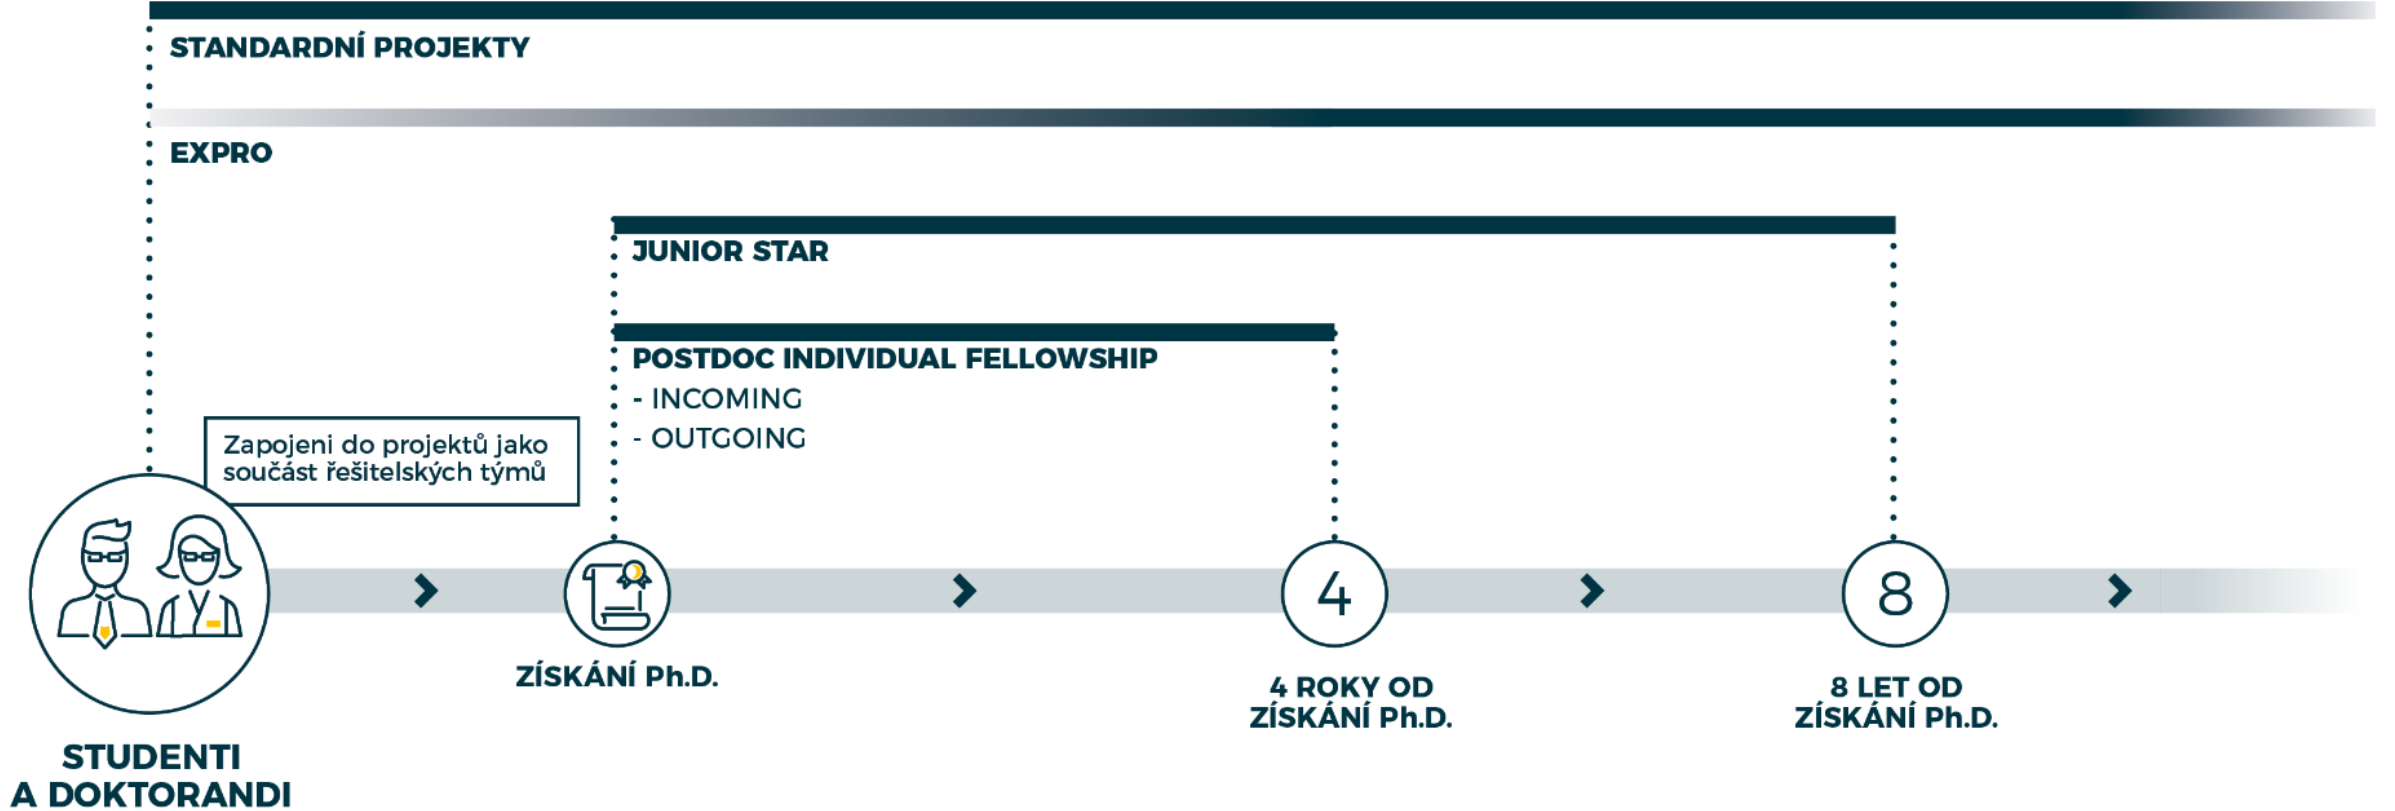 STANDARDNÍ PROJEKTY
EXPRO
JUNIOR STAR
POSTDOC INDIVIDUAL FELLOWSHIP
- INCOMING
- OUTGOING
Zapojeni do projektů jako
součást řešitelských týmů
4
8
ZÍSKÁNÍ Ph.D.
4 ROKY OD
ZÍSKÁNÍ Ph.D.
8 LET OD
ZÍSKÁNÍ Ph.D.
STUDENTI
A DOKTORANDI